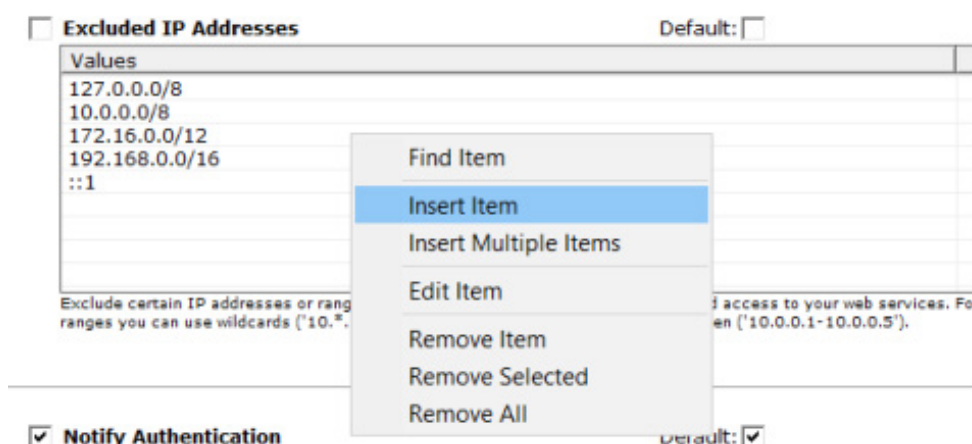 Excluded IP Addresses Default:
Values
127.0.0.0/8
10.0.0.0/8
172.16.0.0/12
192.168.0.0/16
::1
Find Item
Insert Item
Insert Multiple Items
Edit Item
Remove Item
Remove Selected
Remove All
Exclude certain IP addresses or rang d access to your web services. Fo
ranges you can use wildcards ('10.*. en ('10.0.0.1-10.0.0.5').
Notify Authentication Default: